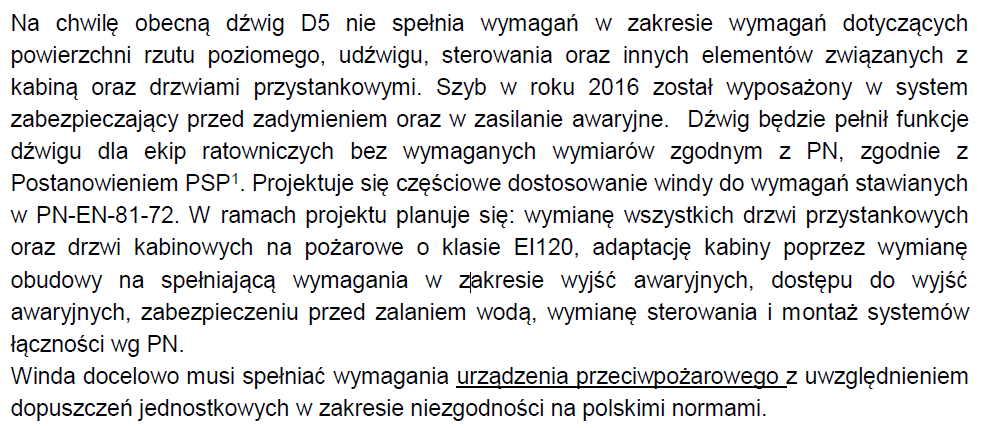 Na chwilę obecną dźwig D5 nie spełnia wymagań w zakresie wymagań dotyczących
powierzchni rzutu poziomego, udźwigu, sterowania oraz innych elementów związanych z
kabiną oraz drzwiami przystankowymi. Szyb w roku 2016 został wyposażony w system
zabezpieczający przed zadymieniem oraz w zasilanie awaryjne. Dźwig będzie pełnił funkcje
dźwigu dla ekip ratowniczych bez wymaganych wymiarów zgodnym z PN, zgodnie z
Postanowieniem PSP¹. Projektuje się częściowe dostosowanie windy do wymagań stawianych
w PN-EN-81-72. W ramach projektu planuje się: wymianę wszystkich drzwi przystankowych
oraz drzwi kabinowych na pożarowe o klasie EI120, adaptację kabiny poprzez wymianę
obudowy na spełniającą wymagania w zakresie wyjść awaryjnych, dostępu do wyjść
awaryjnych, zabezpieczeniu przed zalaniem wodą, wymianę sterowania i montaż systemów
łączności wg PN.
Winda docelowo musi spełniać wymagania urządzenia przeciwpożarowego z uwzględnieniem
dopuszczeń jednostkowych w zakresie niezgodności na polskimi normami.